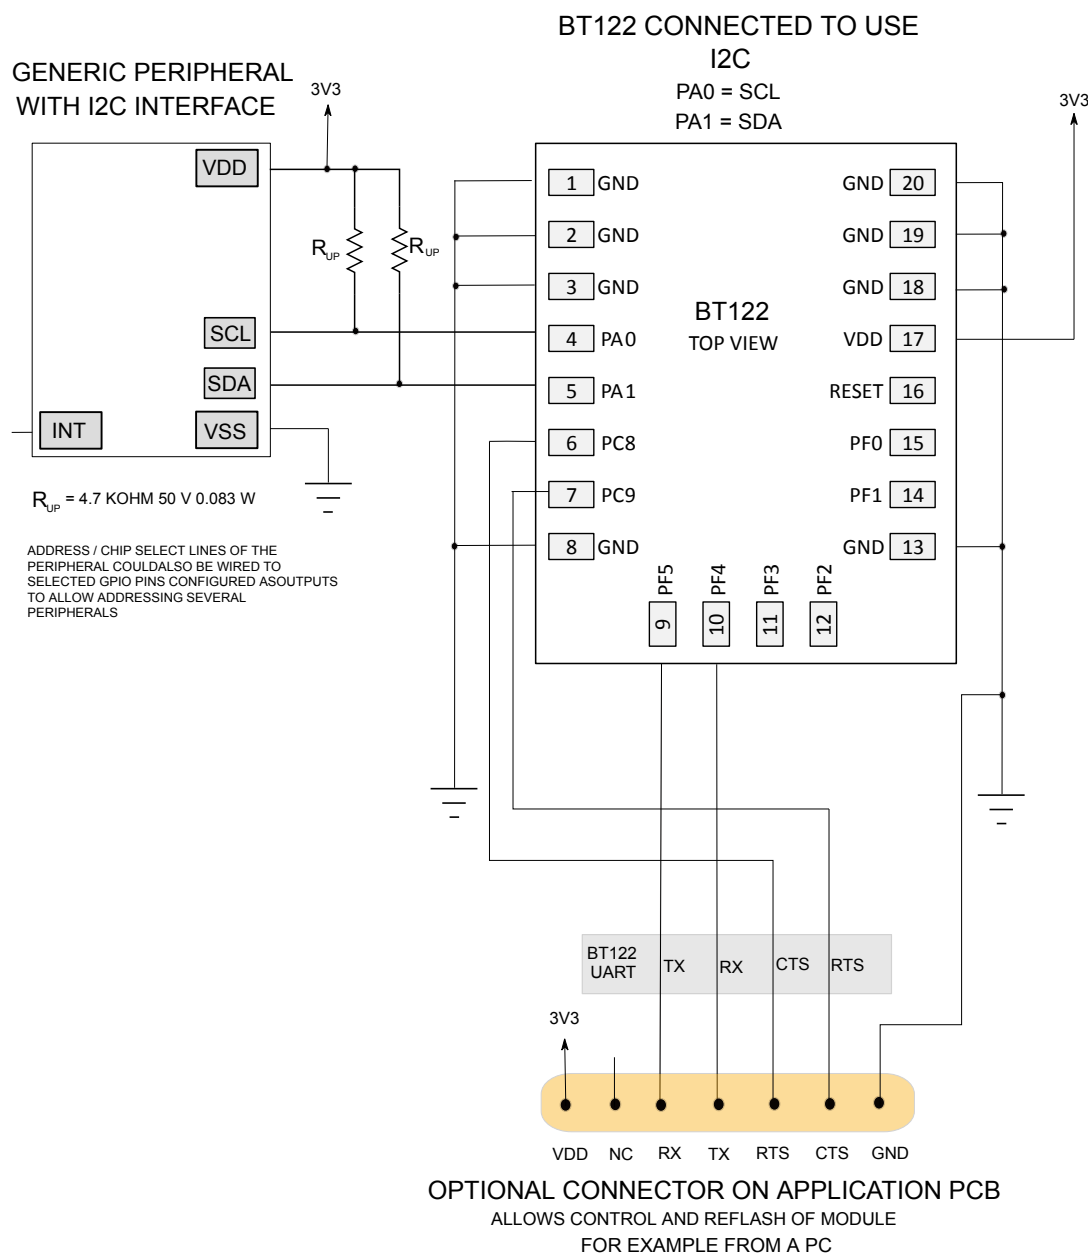 BT122 CONNECTED TO USE
I2C
PA0 = SCL
PA1 = SDA
GENERIC PERIPHERAL
WITH I2C INTERFACE
3V3
3V3
VDD
R_UP
R_UP
SCL
SDA
INT
VSS
R_UP = 4.7 KOHM 50 V 0.083 W
ADDRESS / CHIP SELECT LINES OF THE
PERIPHERAL COULDALSO BE WIRED TO
SELECTED GPIO PINS CONFIGURED ASOUTPUTS
TO ALLOW ADDRESSING SEVERAL
PERIPHERALS
1 GND
2 GND
3 GND
4 PA0
5 PA1
6 PC8
7 PC9
8 GND
BT122
TOP VIEW
GND 20
GND 19
GND 18
VDD 17
RESET 16
PF0 15
PF1 14
GND 13
PF5 PF4 PF3 PF2
9 10 11 12
BT122
UART
TX RX CTS RTS
3V3
VDD NC RX TX RTS CTS GND
OPTIONAL CONNECTOR ON APPLICATION PCB
ALLOWS CONTROL AND REFLASH OF MODULE
FOR EXAMPLE FROM A PC